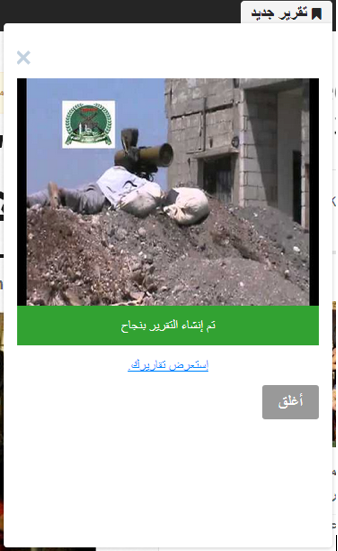 تقرير جديد
×
تم إنشاء التقرير بنجاح
استعرض تقاريرك.
أغلق